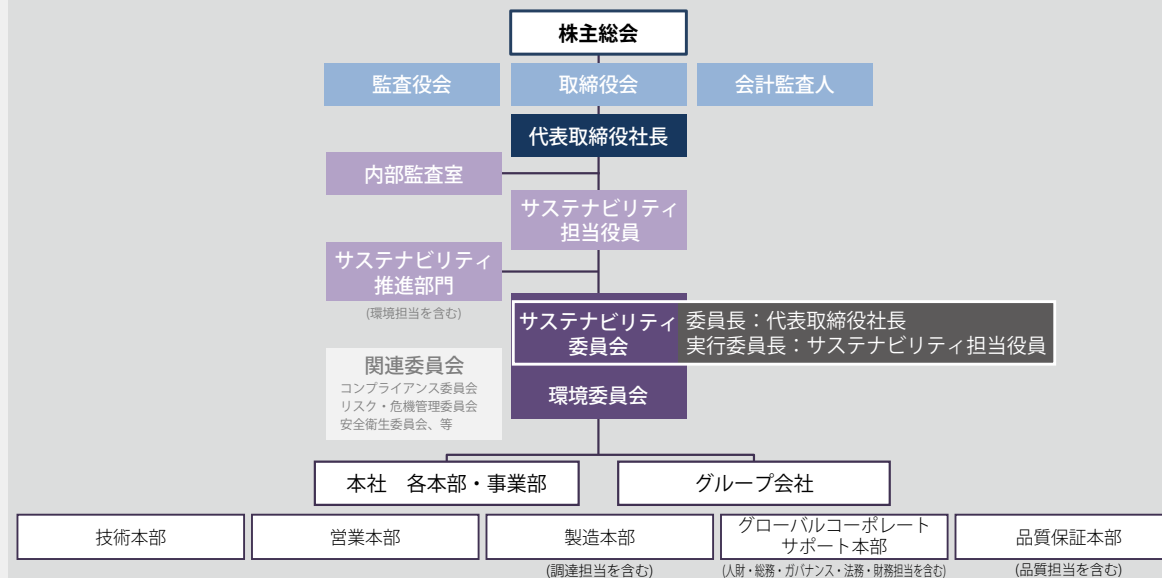 株主総会
監査役会
取締役会
会計監査人
代表取締役社長
内部監査室
サステナビリティ
担当役員
サステナビリティ
推進部門
(環境担当を含む)
サステナビリティ
委員会
委員長：代表取締役社長
実行委員長：サステナビリティ担当役員
関連委員会
コンプライアンス委員会
リスク・危機管理委員会
安全衛生委員会、等
環境委員会
本社　各本部・事業部
グループ会社
技術本部
営業本部
製造本部
(調達担当を含む)
グローバルコーポレート
サポート本部
(人財・総務・ガバナンス・法務・財務担当を含む)
品質保証本部
(品質担当を含む)